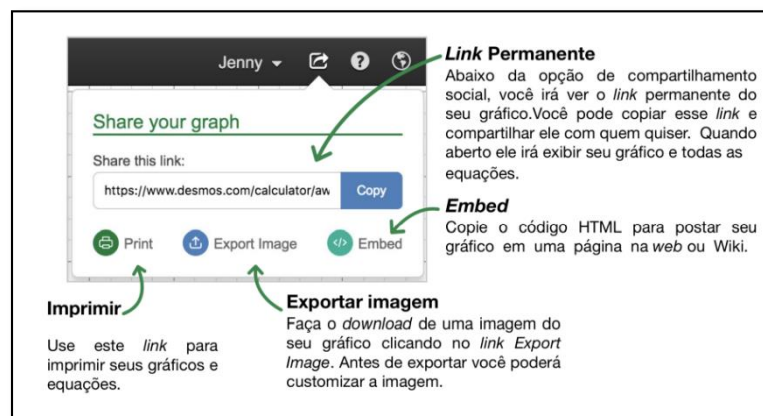 Jenny
Share your graph
Share this link:
https://www.desmos.com/calculator/aw
Copy
Print
Export Image
Embed
Link Permanente
Abaixo da opção de compartilhamento
social, você irá ver o link permanente do
seu gráfico.Você pode copiar esse link e
compartilhar ele com quem quiser. Quando
aberto ele irá exibir seu gráfico e todas as
equações.
Embed
Copie o código HTML para postar seu
gráfico em uma página na web ou Wiki.
Imprimir
Use este link para
imprimir seus gráficos e
equações.
Exportar imagem
Faça o download de uma imagem do
seu gráfico clicando no link Export
Image. Antes de exportar você poderá
customizar a imagem.